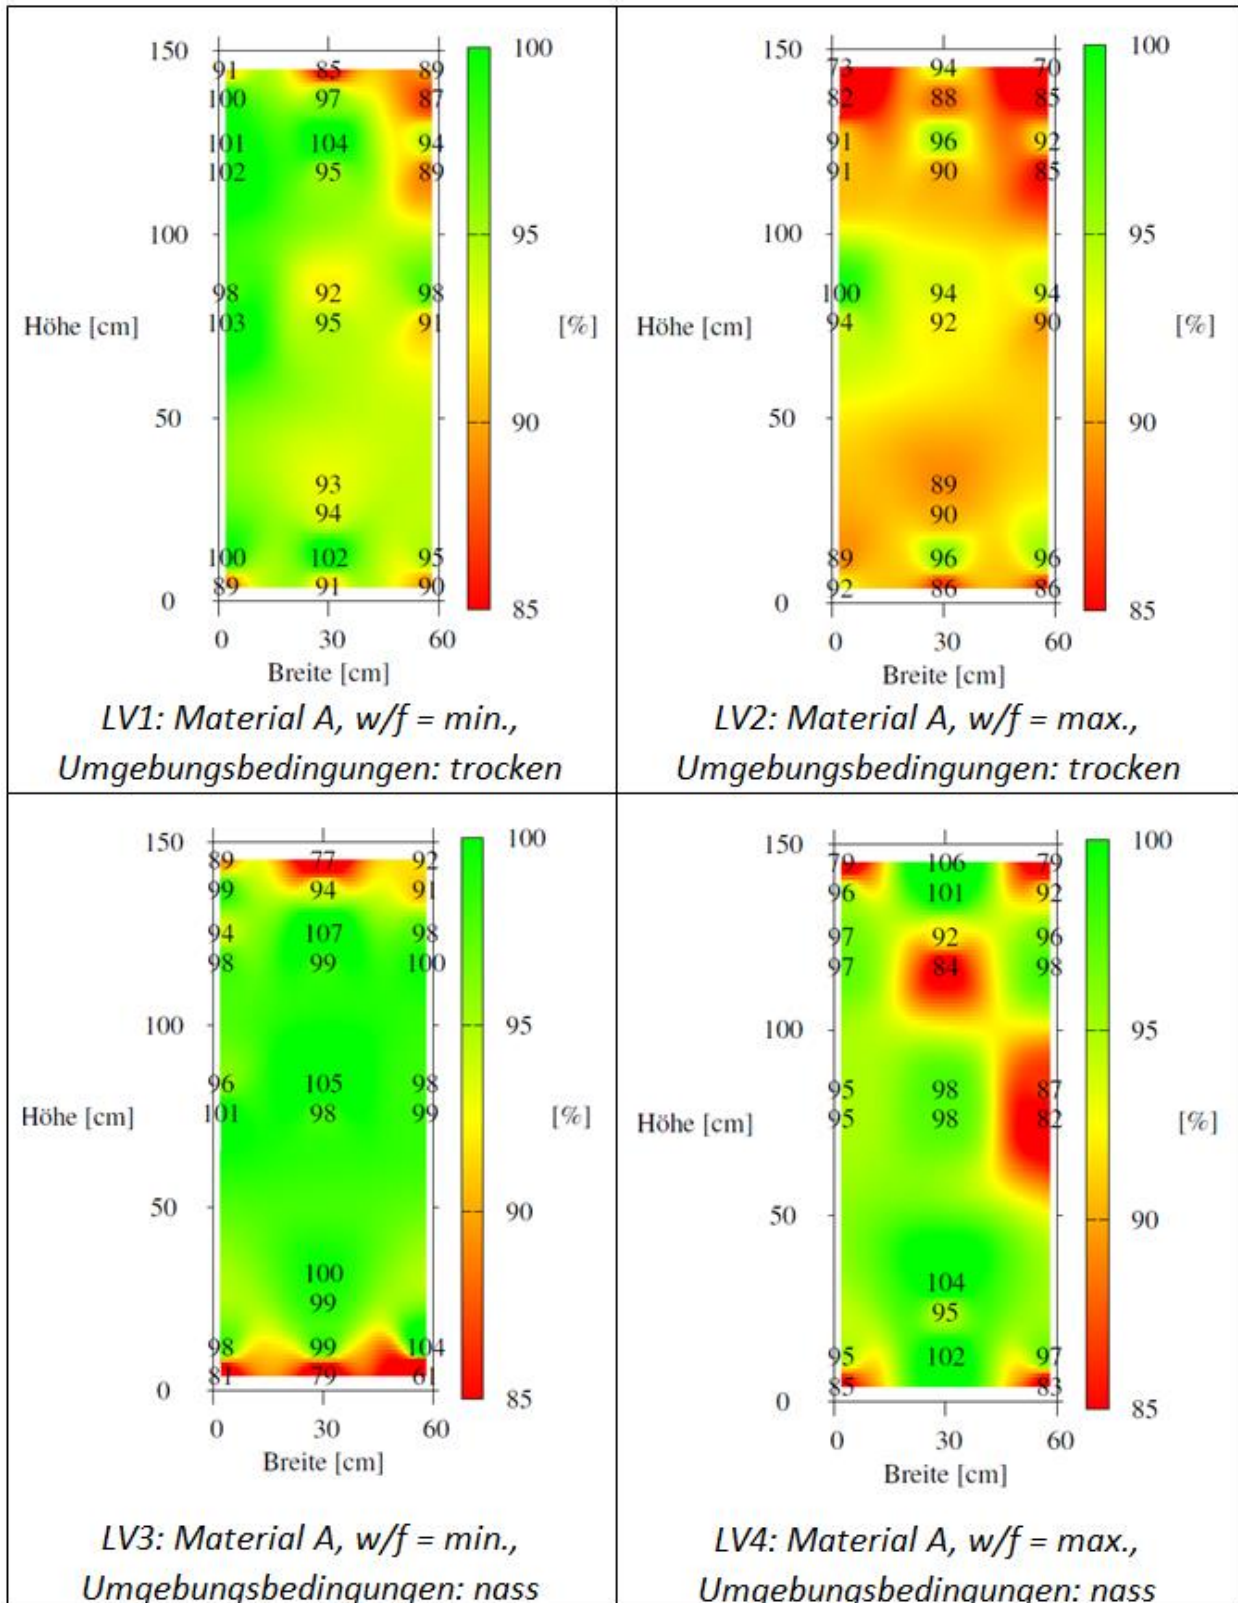 150
91 85 89
100 97 87
101 104 94
102 95 89
100
98 92 98
103 95 91
Höhe [cm]
50
93
94
100 102 95
89 91 90
0
0 30 60
Breite [cm]
100
95
[%]
90
85
LV1: Material A, w/f = min.,
Umgebungsbedingungen: trocken
150
73 94 70
82 88 85
91 96 92
91 90 85
100
100 94 94
94 92 90
Höhe [cm]
50
89
90
89 96 96
92 86 86
0
0 30 60
Breite [cm]
100
95
[%]
90
85
LV2: Material A, w/f = max.,
Umgebungsbedingungen: trocken
150
89 77 92
99 94 91
94 107 98
98 99 100
100
96 105 98
101 98 99
Höhe [cm]
50
100
99
98 99 104
81 79 61
0
0 30 60
Breite [cm]
100
95
[%]
90
85
LV3: Material A, w/f = min.,
Umgebungsbedingungen: nass
150
79 106 79
96 101 92
97 92 96
97 84 98
100
95 98 87
95 98 82
Höhe [cm]
50
104
95
95 102 97
85 83
0
0 30 60
Breite [cm]
100
95
[%]
90
85
LV4: Material A, w/f = max.,
Umgebungsbedingungen: nass